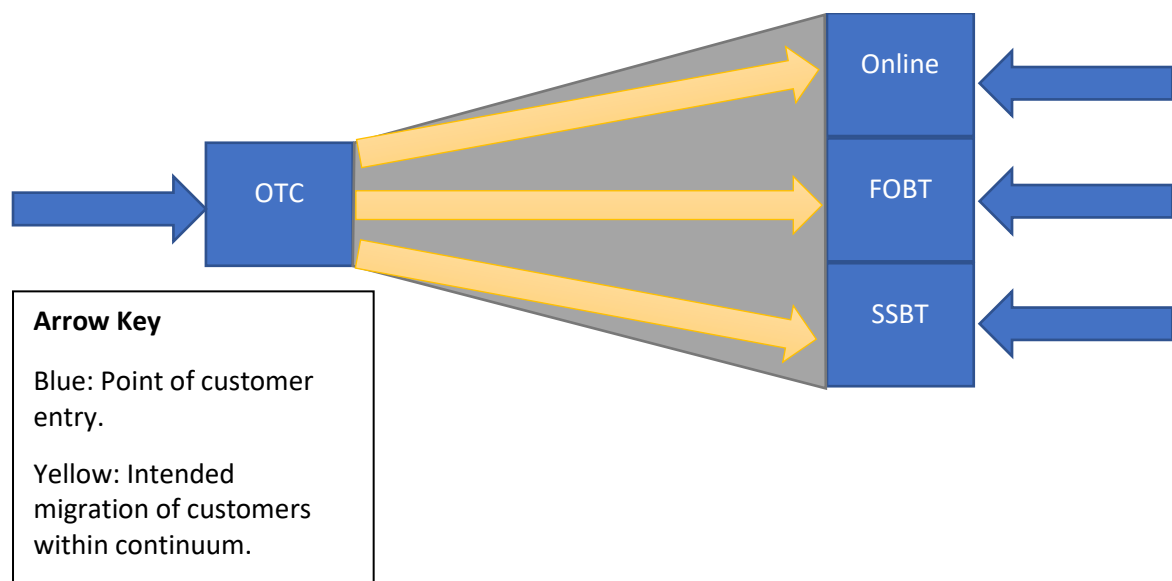 Online
OTC
FOBT
SSBT
Arrow Key
Blue: Point of customer
entry.
Yellow: Intended
migration of customers
within continuum.